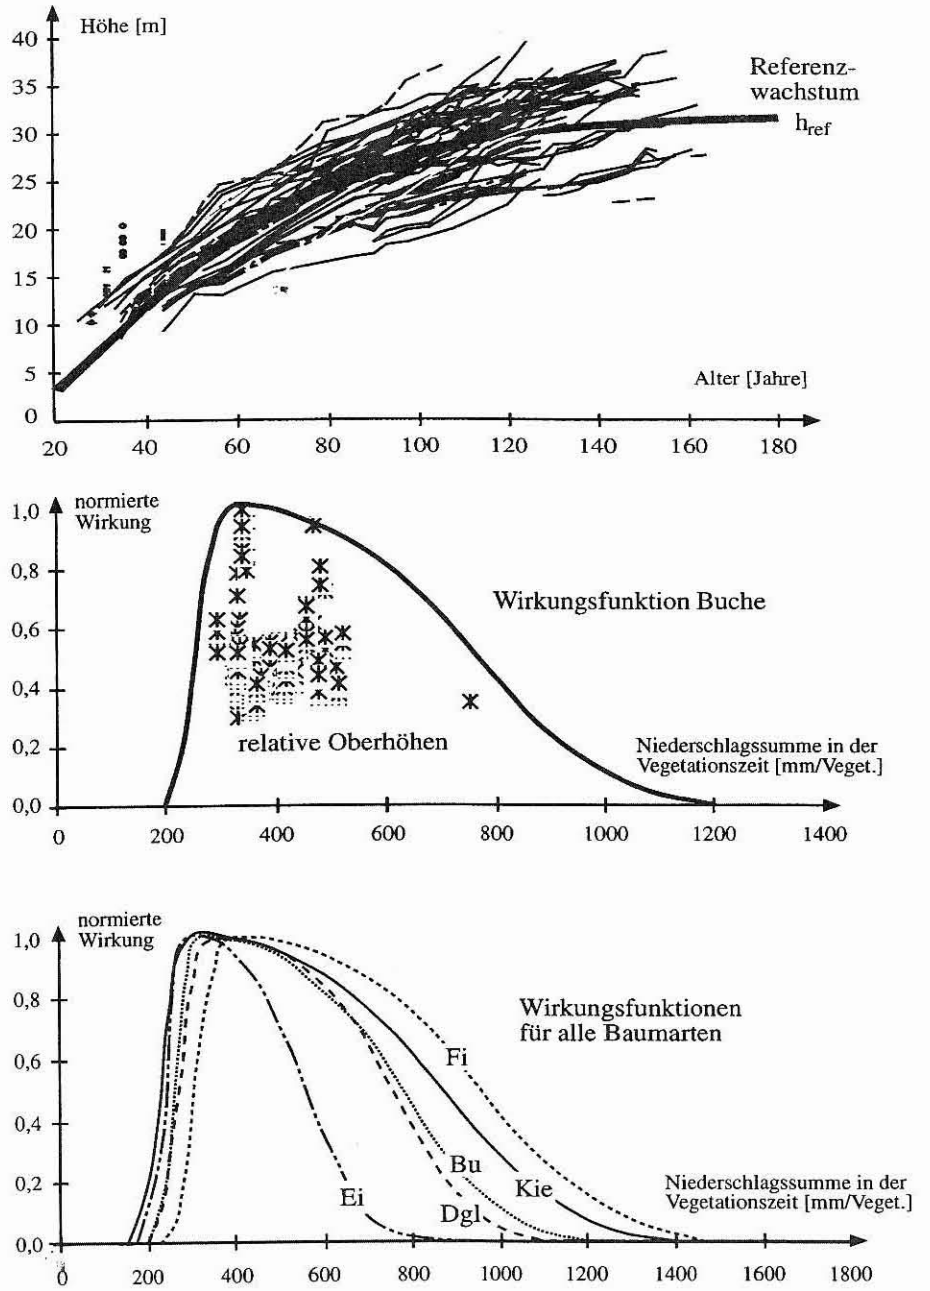 Höhe [m]
40
35
30
25
20
15
10
5
0
Referenz-
wachstum
h_ref
Alter [Jahre]
20 40 60 80 100 120 140 160 180
normierte
Wirkung
1,0
0,8
0,6
0,4
0,2
0,0
Wirkungsfunktion Buche
relative Oberhöhen
Niederschlagssumme in der
Vegetationszeit [mm/Veget.]
0 200 400 600 800 1000 1200 1400
normierte
Wirkung
1,0
0,8
0,6
0,4
0,2
0,0
Wirkungsfunktionen
für alle Baumarten
Fi
Bu
Kie
Ei
Dgl
Niederschlagssumme in der
Vegetationszeit [mm/Veget.]
0 200 400 600 800 1000 1200 1400 1600 1800